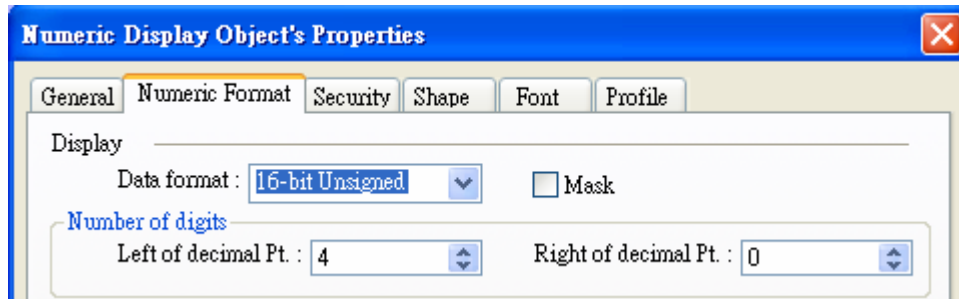 Numeric Display Object's Properties
General Numeric Format Security Shape Font Profile
Display
Data format : 16-bit Unsigned Mask
Number of digits
Left of decimal Pt. : 4 Right of decimal Pt. : 0